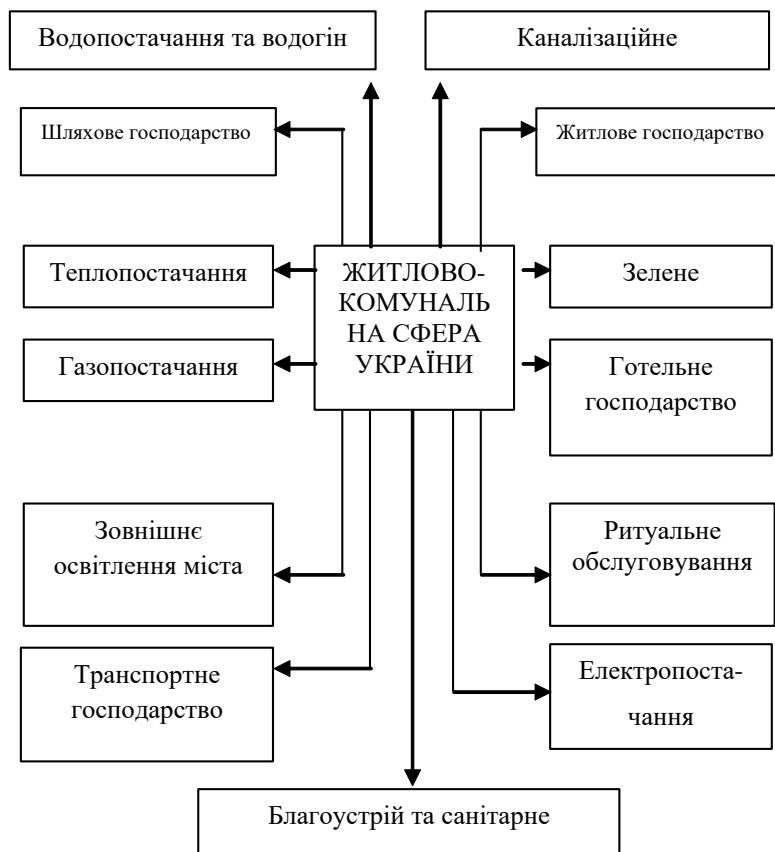 Водопостачання та водогін
Каналізаційне
Шляхове господарство
Житлове господарство
Теплопостачання
ЖИТЛОВО-
КОМУНАЛЬ
НА СФЕРА
УКРАЇНИ
Зелене
Газопостачання
Готельне
господарство
Зовнішнє
освітлення міста
Ритуальне
обслуговування
Транспортне
господарство
Електропоста-
чання
Благоустрій та санітарне